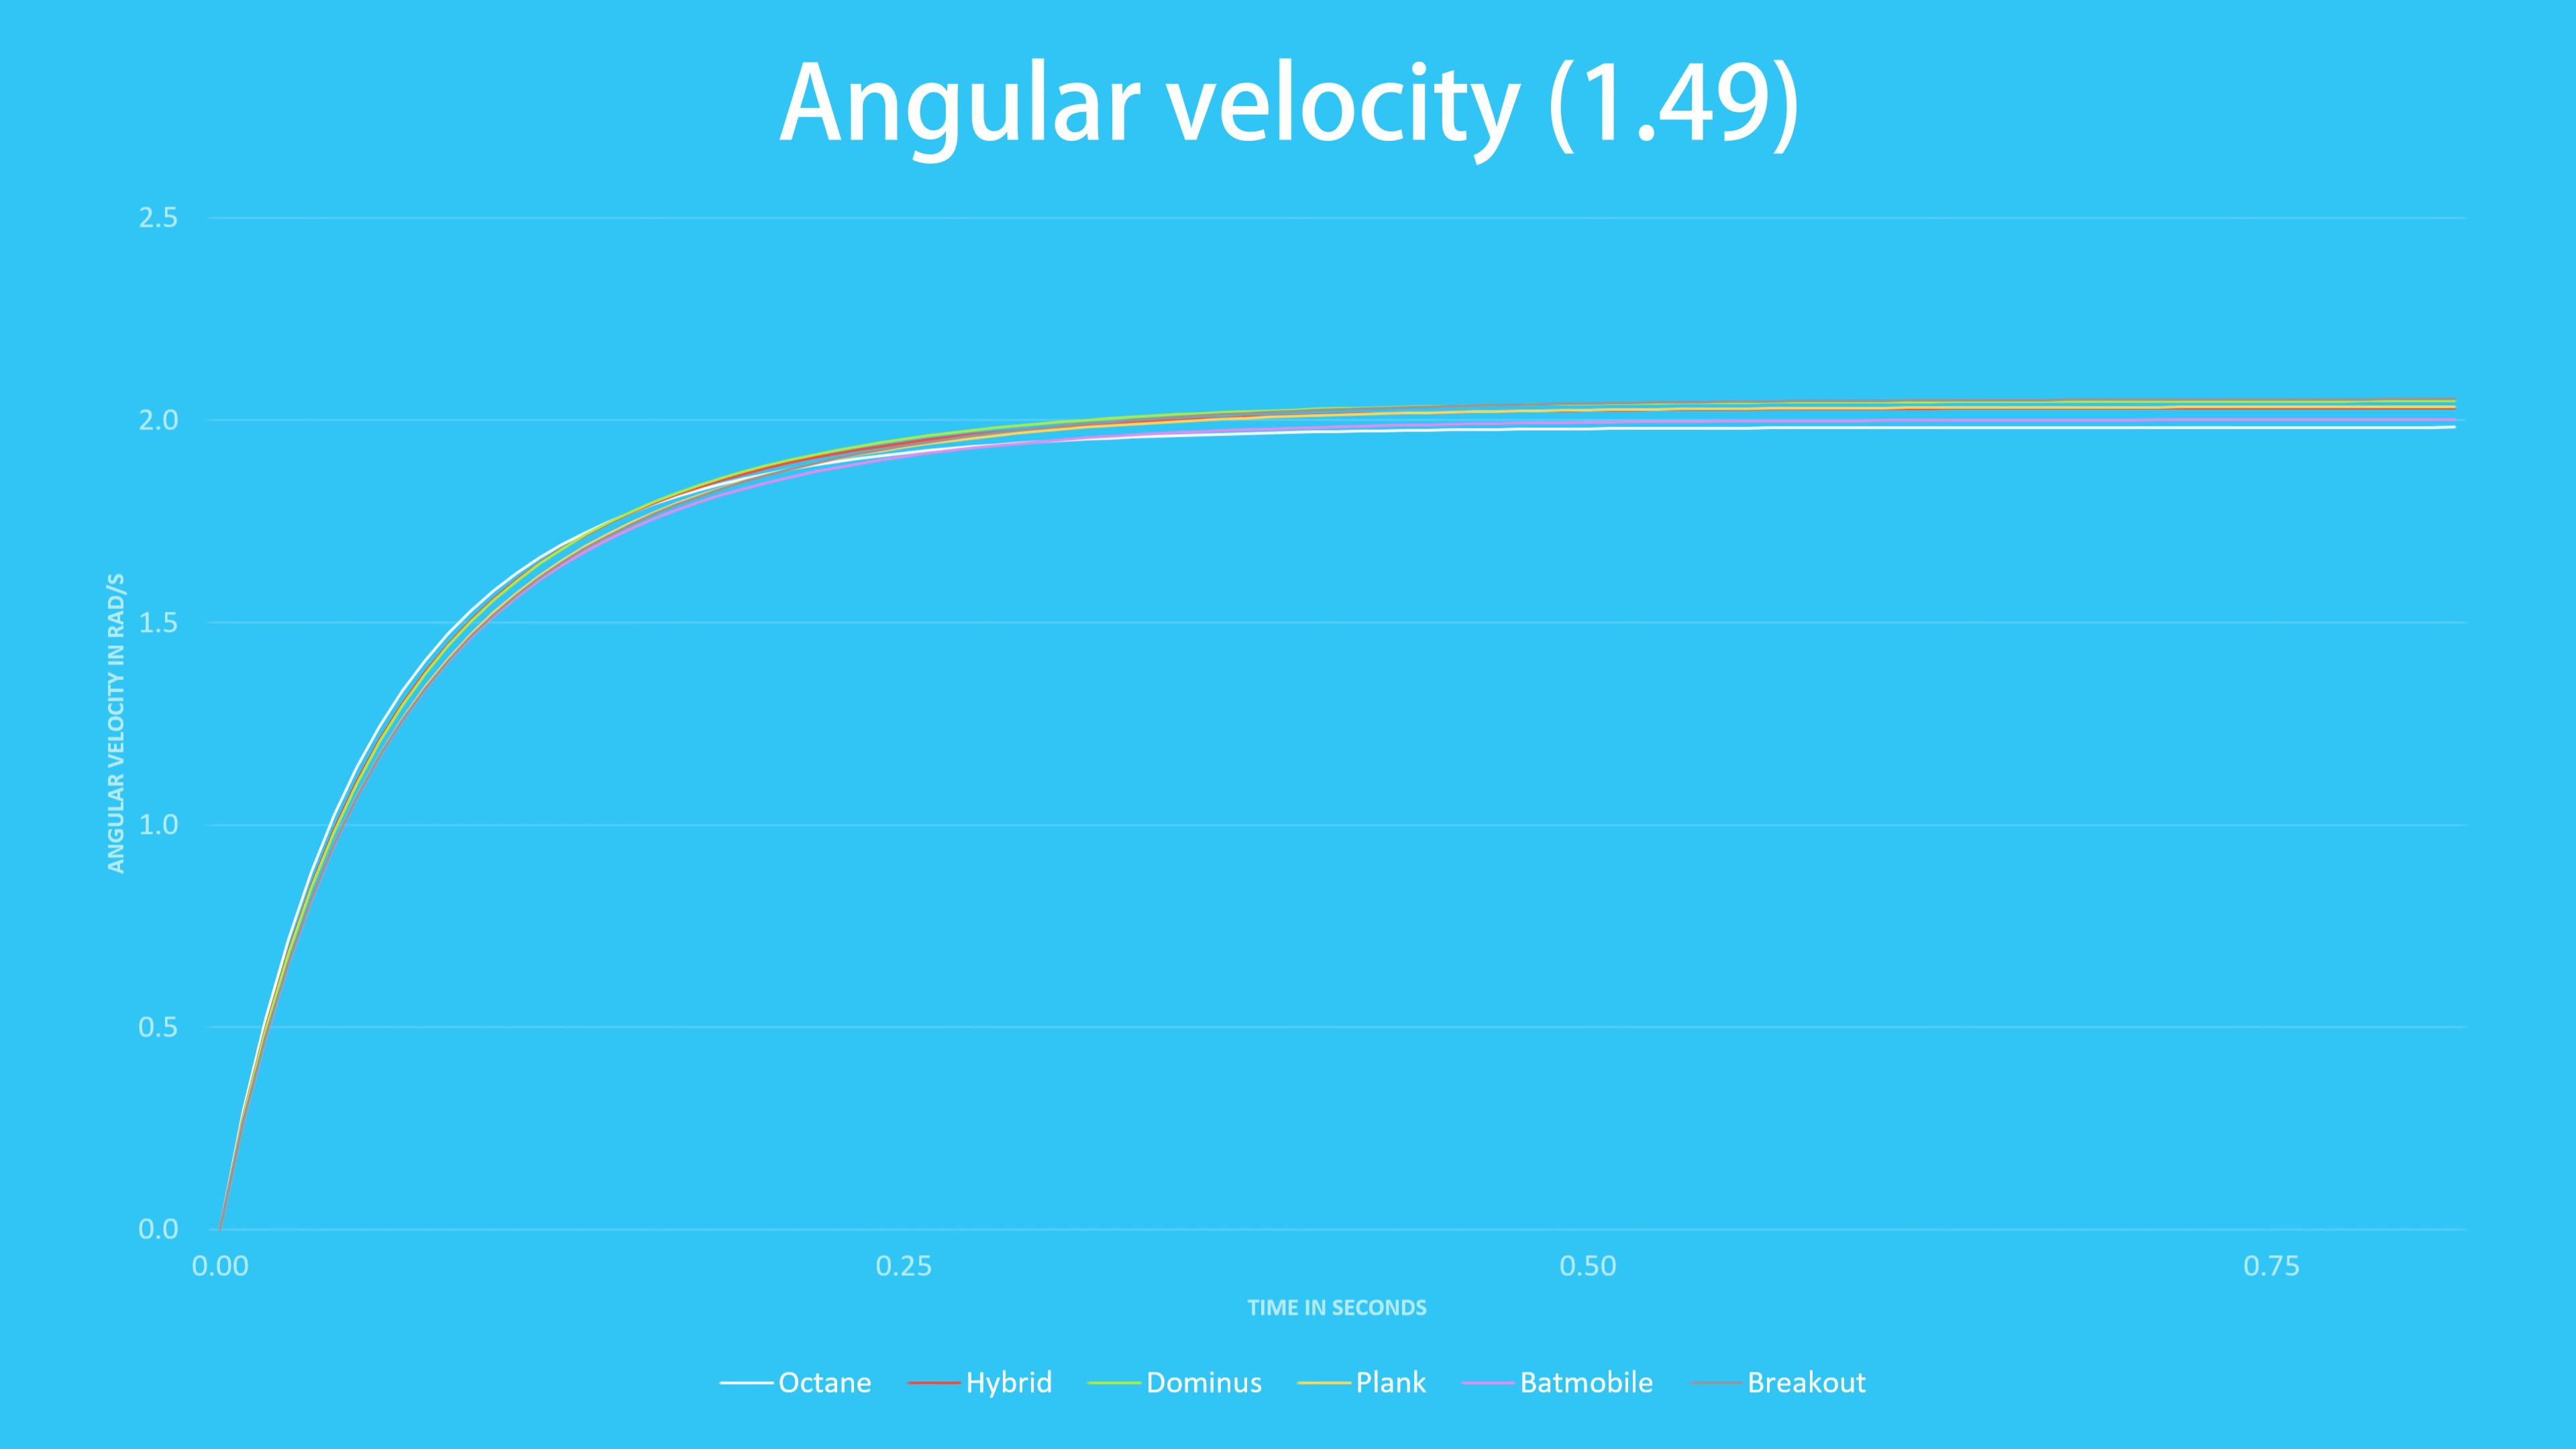 Angular velocity (1.49)
2.5
2.0
1.5
1.0
0.5
0.0
ANGULAR VELOCITY IN RAD/S
0.00 0.25 0.50 0.75
TIME IN SECONDS
Octane Hybrid Dominus Plank Batmobile Breakout